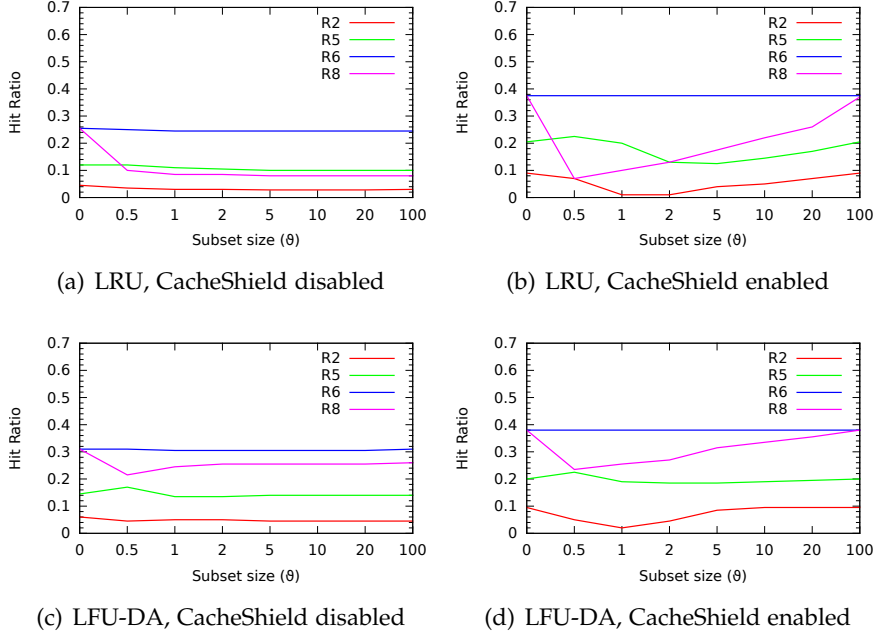 0.7
0.6
0.5
0.4
0.3
0.2
0.1
0
Hit Ratio
R2
R5
R6
R8
0 0.5 1 2 5 10 20 100
Subset size (ϑ)
(a) LRU, CacheShield disabled
0.7
0.6
0.5
0.4
0.3
0.2
0.1
0
Hit Ratio
R2
R5
R6
R8
0 0.5 1 2 5 10 20 100
Subset size (ϑ)
(b) LRU, CacheShield enabled
0.7
0.6
0.5
0.4
0.3
0.2
0.1
0
Hit Ratio
R2
R5
R6
R8
0 0.5 1 2 5 10 20 100
Subset size (ϑ)
(c) LFU-DA, CacheShield disabled
0.7
0.6
0.5
0.4
0.3
0.2
0.1
0
Hit Ratio
R2
R5
R6
R8
0 0.5 1 2 5 10 20 100
Subset size (ϑ)
(d) LFU-DA, CacheShield enabled